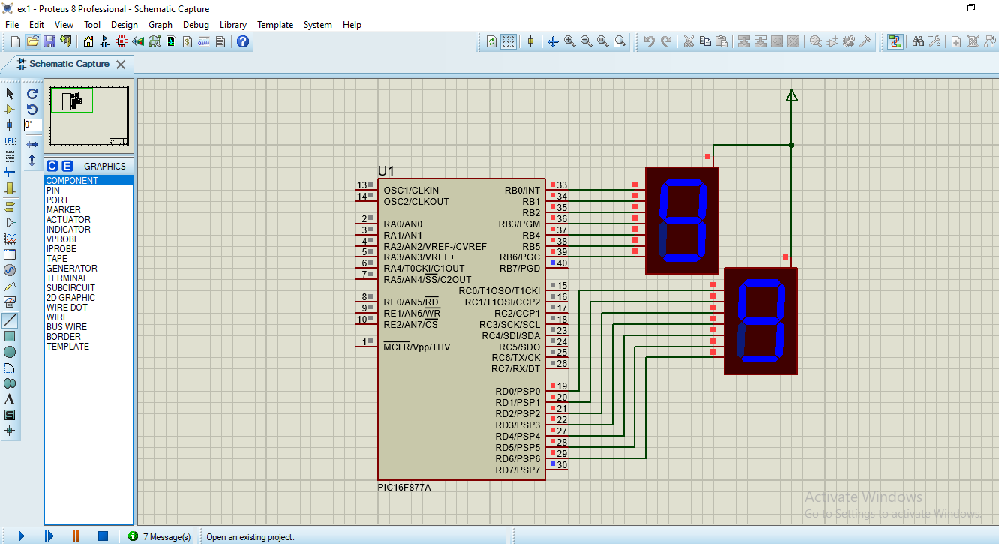 ex1 - Proteus 8 Professional - Schematic Capture
File Edit View Tool Design Graph Debug Library Template System Help
Schematic Capture
0°
LBL
C E GRAPHICS
COMPONENT
PIN
PORT
MARKER
ACTUATOR
INDICATOR
VPROBE
IPROBE
TAPE
GENERATOR
TERMINAL
SUBCIRCUIT
2D GRAPHIC
WIRE DOT
WIRE
BUS WIRE
BORDER
TEMPLATE
A
S
U1
13 OSC1/CLKIN RB0/INT 33
14 OSC2/CLKOUT RB1 34
RB2 35
2 RA0/AN0 RB3/PGM 36
3 RA1/AN1 RB4 37
4 RA2/AN2/VREF-/CVREF RB5 38
5 RA3/AN3/VREF+ RB6/PGC 39
6 RA4/T0CKI/C1OUT RB7/PGD 40
7 RA5/AN4/SS/C2OUT
RC0/T1OSO/T1CKI 15
8 RE0/AN5/RD RC1/T1OSI/CCP2 16
9 RE1/AN6/WR RC2/CCP1 17
10 RE2/AN7/CS RC3/SCK/SCL 18
RC4/SDI/SDA 23
1 MCLR/Vpp/THV RC5/SDO 24
RC6/TX/CK 25
RC7/RX/DT 26
RD0/PSP0 19
RD1/PSP1 20
RD2/PSP2 21
RD3/PSP3 22
RD4/PSP4 27
RD5/PSP5 28
RD6/PSP6 29
RD7/PSP7 30
PIC16F877A
9
9
Activate Windows
Go to Settings to activate Windows.
7 Message(s) Open an existing project.